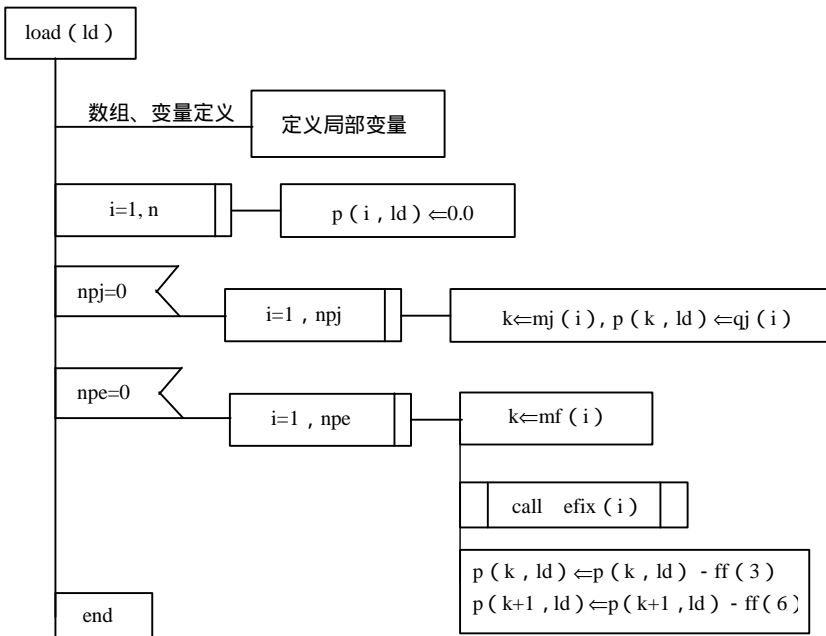 load(ld)
数组、变量定义
定义局部变量
i=1, n
p(i,ld)⇐0.0
npj=0
i=1,npj
k⇐mj(i), p(k,ld)⇐qj(i)
npe=0
i=1,npe
k⇐mf(i)
call efix(i)
p(k,ld)⇐p(k,ld)-ff(3)
p(k+1,ld)⇐p(k+1,ld)-ff(6)
end